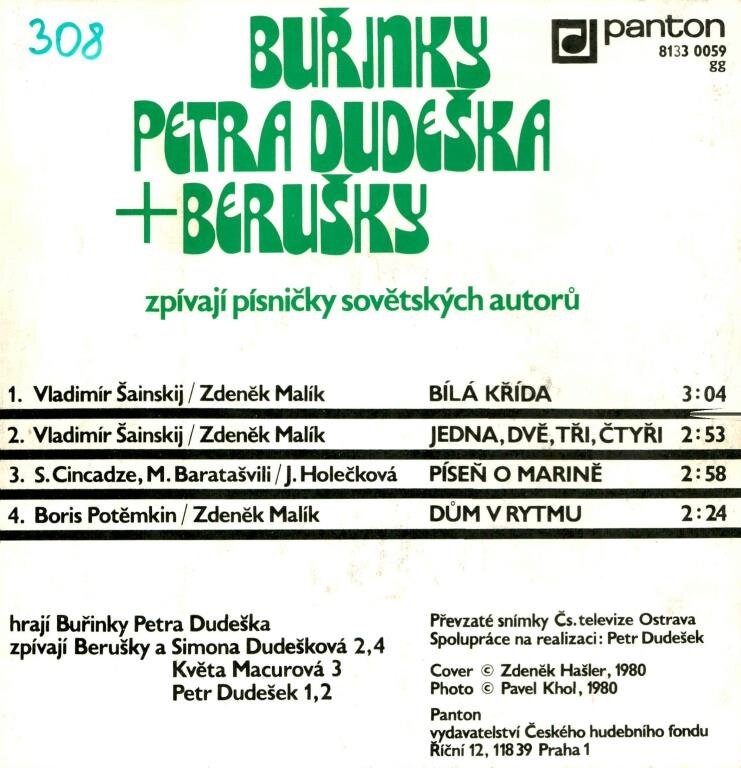 308
BUŘINKY
PETRA DUDEŠKA
+BERUŠKY
panton
8133 0059
gg
zpívají písničky sovětských autorů
1. Vladimír Šainskij / Zdeněk Malík BÍLÁ KŘÍDA 3:04
2. Vladimír Šainskij / Zdeněk Malík JEDNA, DVĚ, TŘI, ČTYŘI 2:53
3. S. Cincadze, M. Baratašvili / J. Holečková PÍSEŇ O MARINĚ 2:58
4. Boris Potěmkin / Zdeněk Malík DŮM V RYTMU 2:24
hrají Buřinky Petra Dudeška
zpívají Berušky a Simona Dudešková 2,4
Květa Macurová 3
Petr Dudešek 1,2
Převzaté snímky Čs. televize Ostrava
Spolupráce na realizaci: Petr Dudešek
Cover © Zdeněk Hašler, 1980
Photo © Pavel Khol, 1980
Panton
vydavatelství Českého hudebního fondu
Říční 12, 118 39 Praha 1